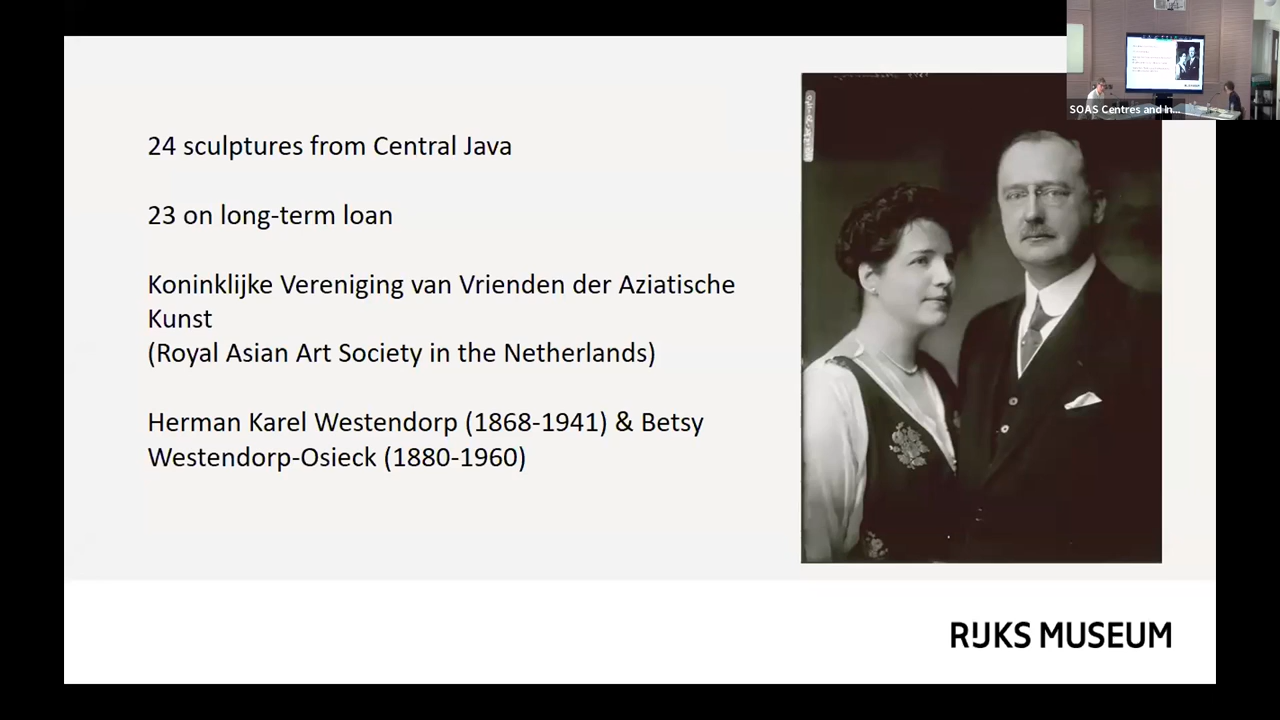 24 sculptures from Central Java
23 on long-term loan
Koninklijke Vereniging van Vrienden der Aziatische
Kunst
(Royal Asian Art Society in the Netherlands)
Herman Karel Westendorp (1868-1941) & Betsy
Westendorp-Osieck (1880-1960)
RIJKS MUSEUM
SOAS Centres and In...